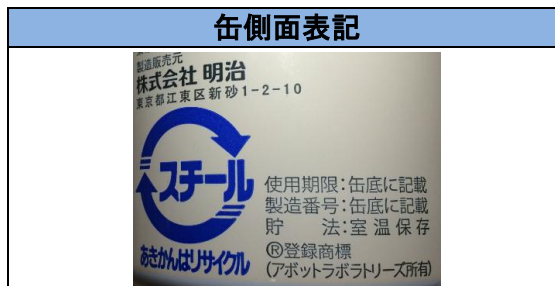 缶側面表記
製造販売元
株式会社 明治
東京都江東区新砂1-2-10
スチール
あきかんはリサイクル
使用期限:缶底に記載
製造番号:缶底に記載
貯　法:室温保存
®登録商標
(アボットラボラトリーズ所有)